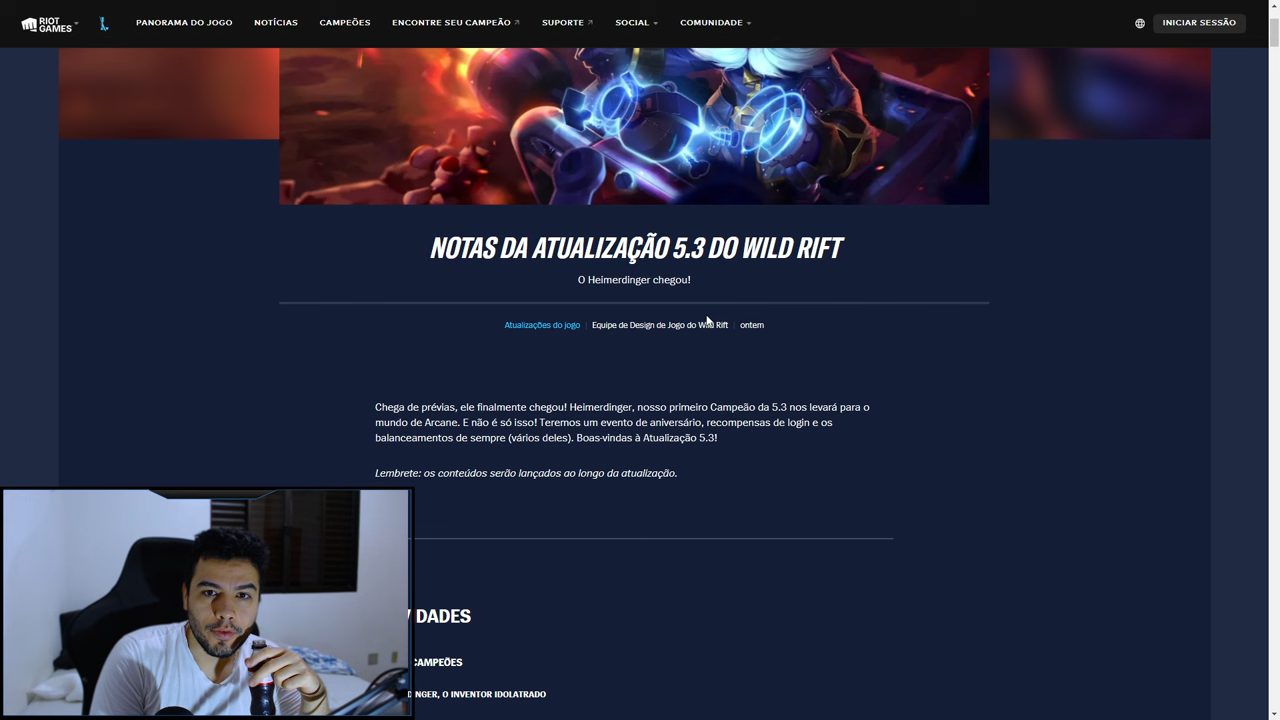 RIOT GAMES
PANORAMA DO JOGO
NOTÍCIAS
CAMPEÕES
ENCONTRE SEU CAMPEÃO
SUPORTE
SOCIAL
COMUNIDADE
INICIAR SESSÃO
NOTAS DA ATUALIZAÇÃO 5.3 DO WILD RIFT
O Heimerdinger chegou!
Atualizações do jogo | Equipe de Design de Jogo do Wild Rift | ontem
Chega de prévias, ele finalmente chegou! Heimerdinger, nosso primeiro Campeão da 5.3 nos levará para o
mundo de Arcane. E não é só isso! Teremos um evento de aniversário, recompensas de login e os
balanceamentos de sempre (vários deles). Boas-vindas à Atualização 5.3!
Lembrete: os conteúdos serão lançados ao longo da atualização.
DADES
CAMPEÕES
INGER, O INVENTOR IDOLATRADO